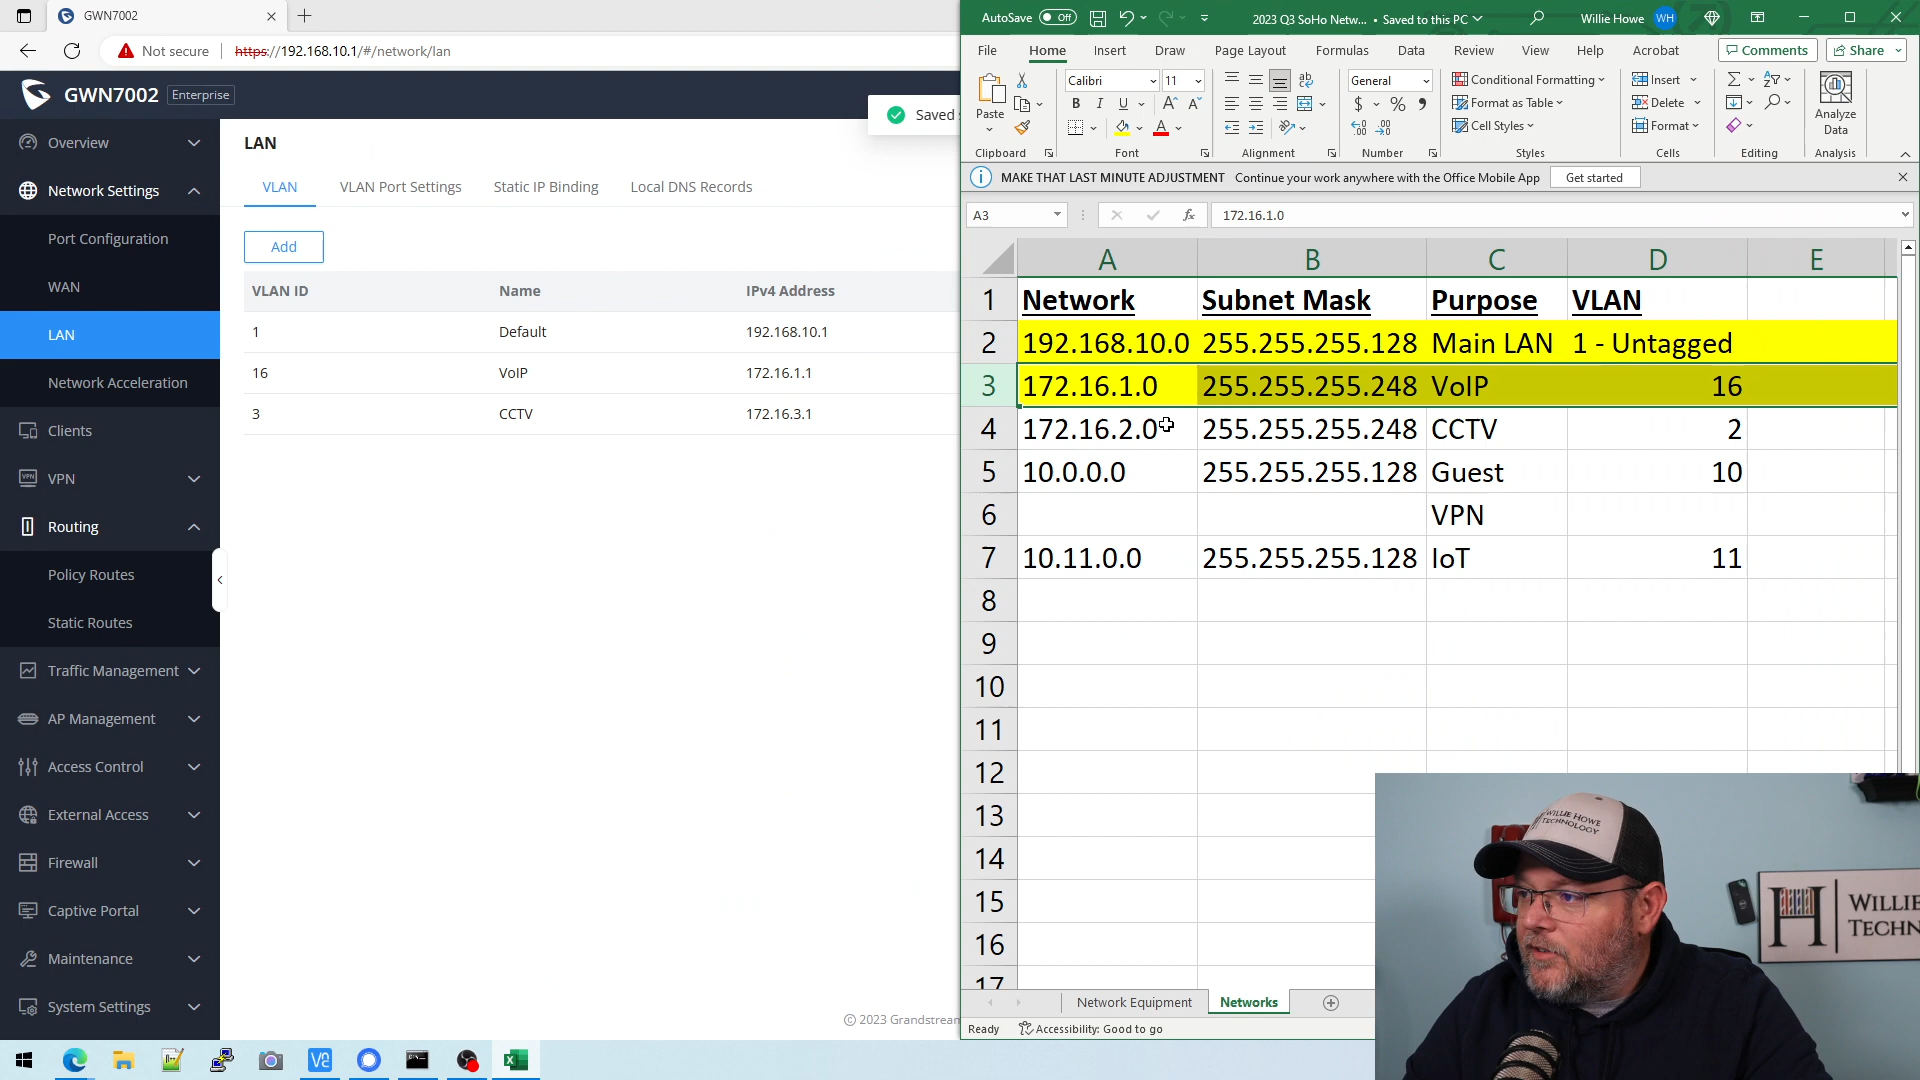 GWN7002
Not secure
https://192.168.10.1/#/network/lan
GWN7002
Enterprise
Overview
Network Settings
Port Configuration
WAN
LAN
Network Acceleration
Clients
VPN
VPN
Routing
Policy Routes
Static Routes
Traffic Management
AP Management
Access Control
External Access
Firewall
Captive Portal
Maintenance
System Settings
LAN
Saved
VLAN
VLAN Port Settings
Static IP Binding
Local DNS Records
Add
VLAN ID Name IPv4 Address
1 Default 192.168.10.1
16 VoIP 172.16.1.1
3 CCTV 172.16.3.1
© 2023 Grandstream
AutoSave Off
2023 Q3 SoHo Netw... • Saved to this PC
Willie Howe WH
File Home Insert Draw Page Layout Formulas Data Review View Help Acrobat
Comments
Share
Paste
Clipboard
Calibri 11
B I U
Font
ab
Alignment
General
$ % 9
Number
Conditional Formatting
Format as Table
Cell Styles
Styles
Insert
Delete
Format
Cells
Editing
Analyze
Data
Analysis
MAKE THAT LAST MINUTE ADJUSTMENT Continue your work anywhere with the Office Mobile App Get started
A3 fx 172.16.1.0
A B C D E
1 Network Subnet Mask Purpose VLAN
2 192.168.10.0 255.255.255.128 Main LAN 1 - Untagged
3 172.16.1.0 255.255.255.248 VoIP 16
4 172.16.2.0 255.255.255.248 CCTV 2
5 10.0.0.0 255.255.255.128 Guest 10
6 VPN
7 10.11.0.0 255.255.255.128 IoT 11
8
9
10
11
12
13
14
15
16
17
Network Equipment Networks
Ready Accessibility: Good to go
WILLIE HOWE
TECHNOLOGY
H
WILLIE
TECHN